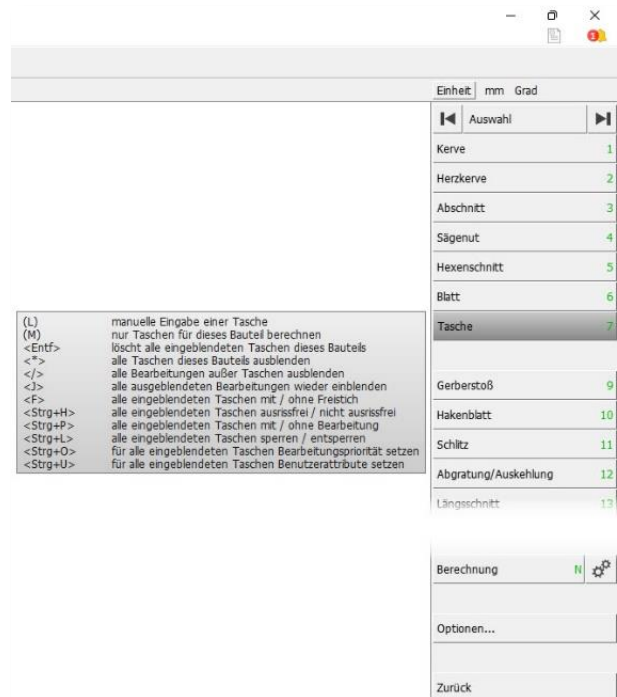 1
Einheit mm Grad
Auswahl
Kerve 1
Herzkerve 2
Abschnitt 3
Sägenut 4
Hexenschnitt 5
Blatt 6
Tasche 7
(L) manuelle Eingabe einer Tasche
(M) nur Taschen für dieses Bauteil berechnen
<Entf> löscht alle eingeblendeten Taschen dieses Bauteils
<*> alle Taschen dieses Bauteils ausblenden
</> alle Bearbeitungen außer Taschen ausblenden
<J> alle ausgeblendeten Bearbeitungen wieder einblenden
<F> alle eingeblendeten Taschen mit / ohne Freistich
<Strg+H> alle eingeblendeten Taschen ausrissfrei / nicht ausrissfrei
<Strg+P> alle eingeblendeten Taschen mit / ohne Bearbeitung
<Strg+L> alle eingeblendeten Taschen sperren / entsperren
<Strg+O> für alle eingeblendeten Taschen Bearbeitungspriorität setzen
<Strg+U> für alle eingeblendeten Taschen Benutzerattribute setzen
Gerberstoß 9
Hakenblatt 10
Schlitz 11
Abgratung/Auskehlung 12
Längsschnitt 13
Berechnung N
Optionen...
Zurück